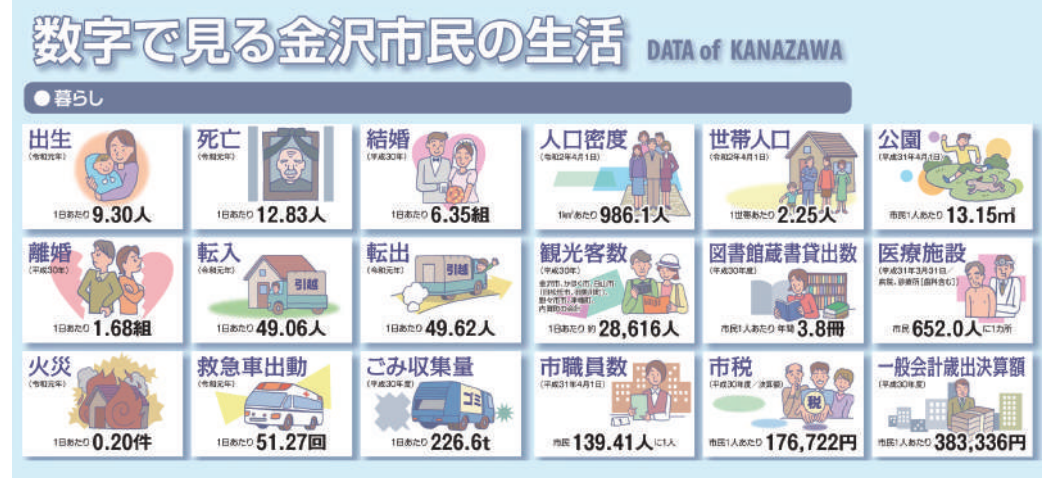 数字で見る金沢市民の生活 DATA of KANAZAWA
●暮らし
出生
(令和元年)
1日あたり 9.30人
死亡
(令和元年)
1日あたり 12.83人
結婚
(平成30年)
1日あたり 6.35組
人口密度
(令和2年4月1日)
1km²あたり 986.1人
世帯人口
(令和2年4月1日)
1世帯あたり 2.25人
公園
(平成31年4月1日)
市民1人あたり 13.15㎡
離婚
(平成30年)
1日あたり 1.68組
転入
(令和元年)
引越
1日あたり 49.06人
転出
(令和元年)
引越
1日あたり 49.62人
観光客数
(平成30年)
1日あたり 約 28,616人
図書館蔵書貸出数
(平成30年度)
市民1人あたり 年間 3.8冊
医療施設
(平成31年3月31日/
病院、診療所[歯科含む])
市民 652.0人に1カ所
火災
(令和元年)
1日あたり 0.20件
救急車出動
(令和元年)
1日あたり 51.27回
ごみ収集量
(平成30年度)
ゴミ
1日あたり 226.6t
市職員数
(平成31年4月1日)
市民 139.41人に1人
市税
(平成30年度/決算額)
税
市民1人あたり 176,722円
一般会計歳出決算額
(平成30年度)
市民1人あたり 383,336円